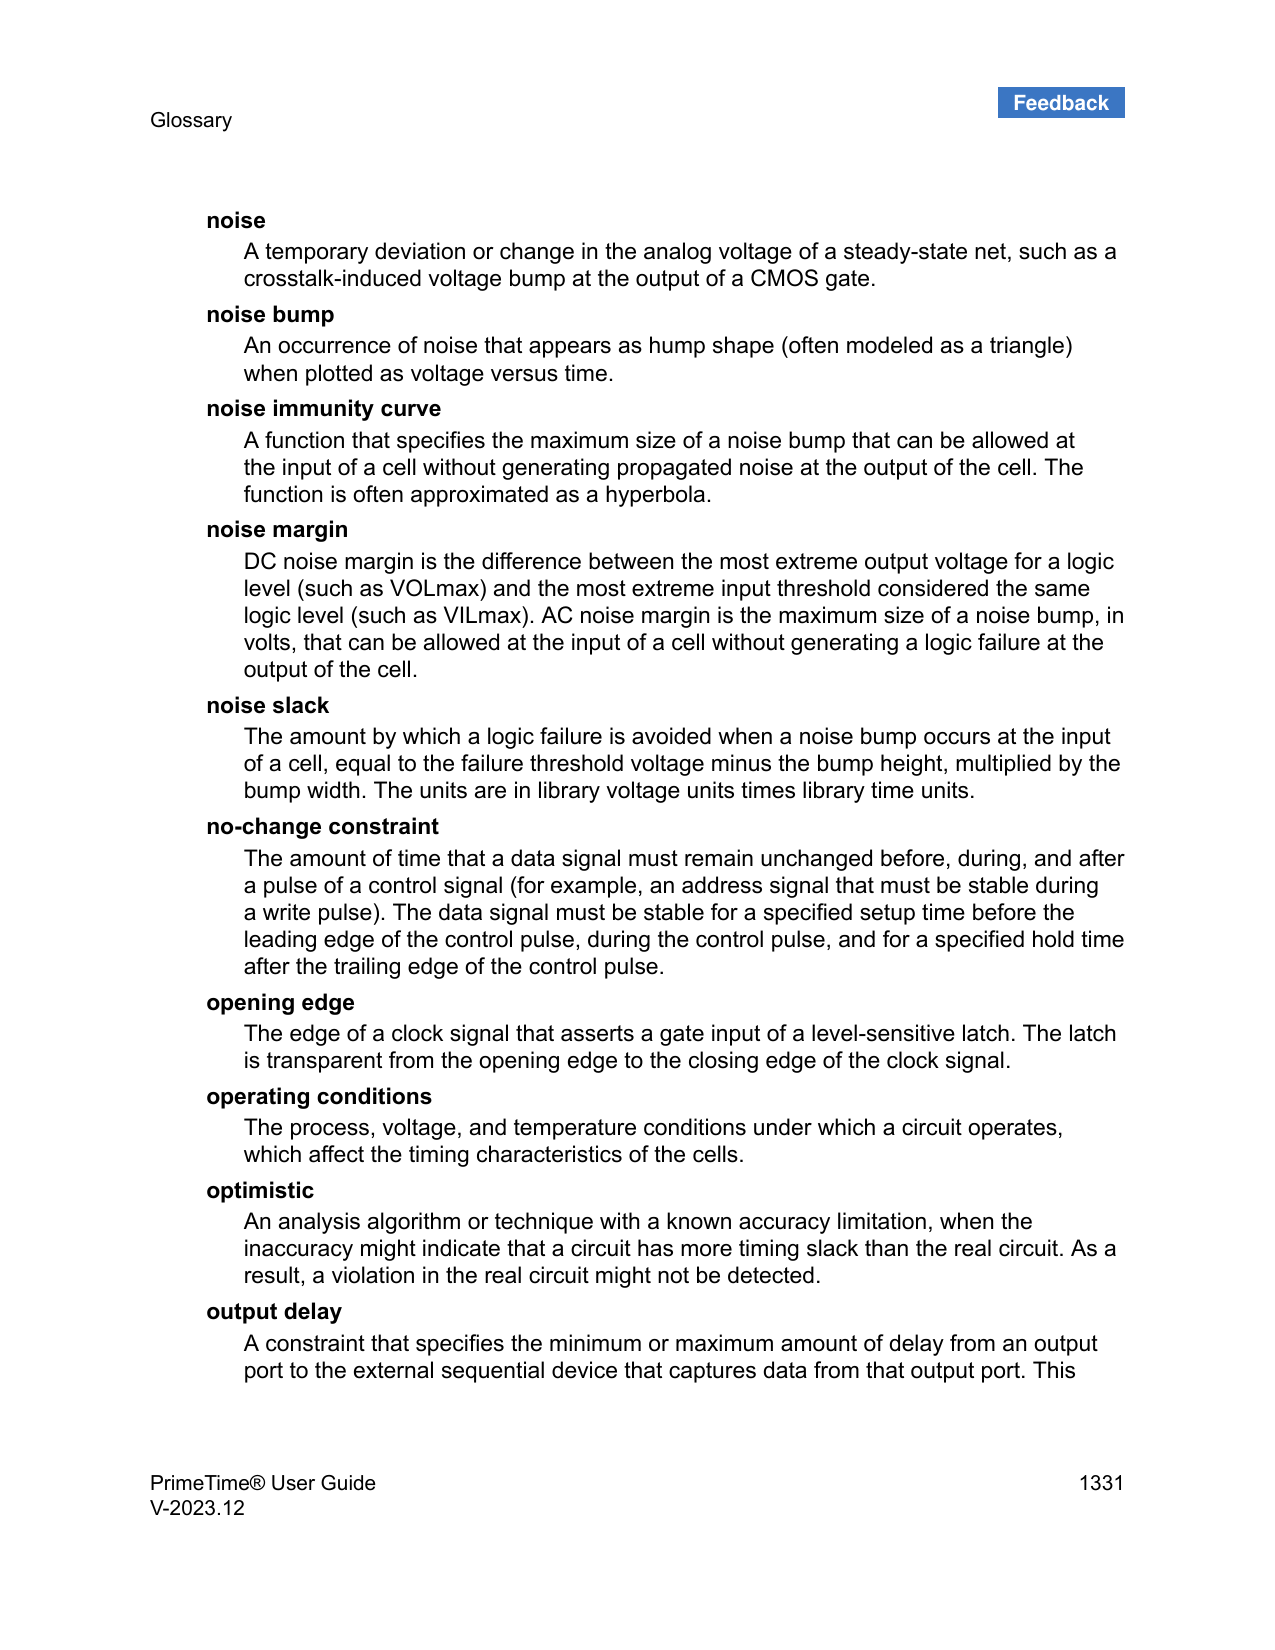 Feedback
Glossary
noise
A temporary deviation or change in the analog voltage of a steady-state net, such as a
crosstalk-induced voltage bump at the output of a CMOS gate.
noise bump
An occurrence of noise that appears as hump shape (often modeled as a triangle)
when plotted as voltage versus time.
noise immunity curve
A function that specifies the maximum size of a noise bump that can be allowed at
the input of a cell without generating propagated noise at the output of the cell. The
function is often approximated as a hyperbola.
noise margin
DC noise margin is the difference between the most extreme output voltage for a logic
level (such as VOLmax) and the most extreme input threshold considered the same
logic level (such as VILmax). AC noise margin is the maximum size of a noise bump, in
volts, that can be allowed at the input of a cell without generating a logic failure at the
output of the cell.
noise slack
The amount by which a logic failure is avoided when a noise bump occurs at the input
of a cell, equal to the failure threshold voltage minus the bump height, multiplied by the
bump width. The units are in library voltage units times library time units.
no-change constraint
The amount of time that a data signal must remain unchanged before, during, and after
a pulse of a control signal (for example, an address signal that must be stable during
a write pulse). The data signal must be stable for a specified setup time before the
leading edge of the control pulse, during the control pulse, and for a specified hold time
after the trailing edge of the control pulse.
opening edge
The edge of a clock signal that asserts a gate input of a level-sensitive latch. The latch
is transparent from the opening edge to the closing edge of the clock signal.
operating conditions
The process, voltage, and temperature conditions under which a circuit operates,
which affect the timing characteristics of the cells.
optimistic
An analysis algorithm or technique with a known accuracy limitation, when the
inaccuracy might indicate that a circuit has more timing slack than the real circuit. As a
result, a violation in the real circuit might not be detected.
output delay
A constraint that specifies the minimum or maximum amount of delay from an output
port to the external sequential device that captures data from that output port. This
PrimeTime® User Guide 1331
V-2023.12